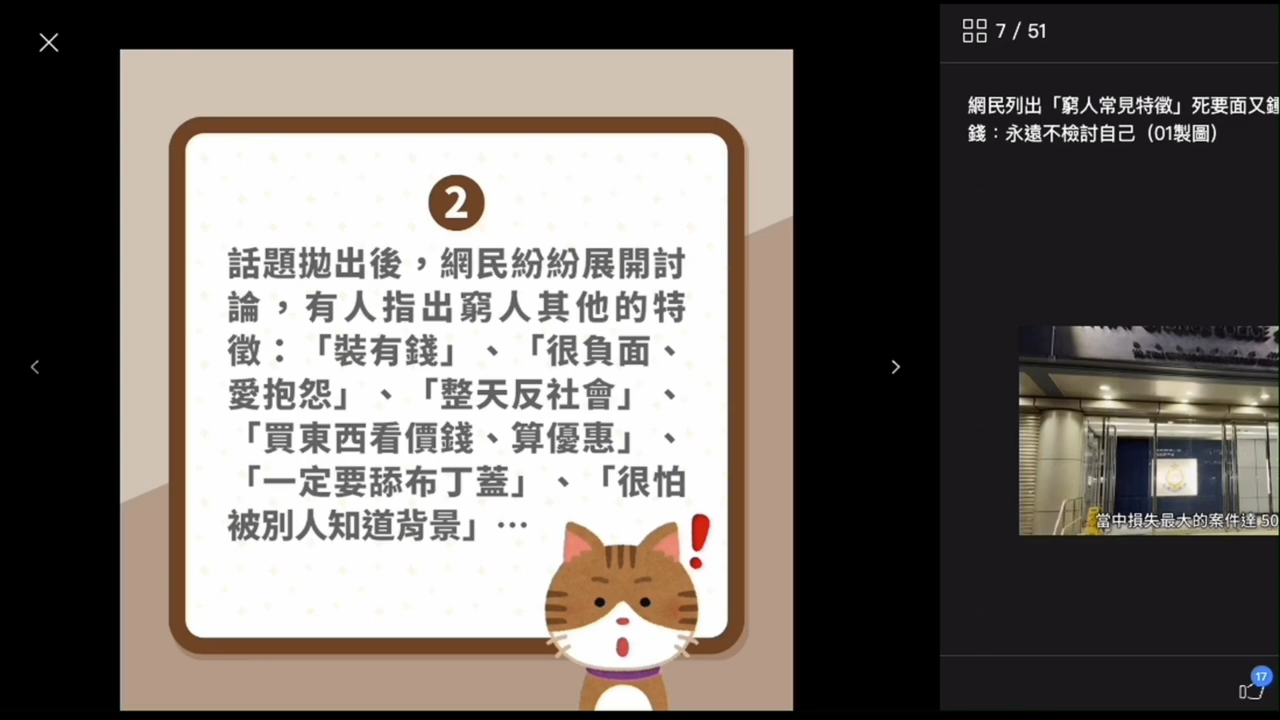 7 / 51
網民列出「窮人常見特徵」死要面又
錢：永遠不檢討自己（01製圖）
2
話題拋出後，網民紛紛展開討
論，有人指出窮人其他的特
徵：「裝有錢」、「很負面、
愛抱怨」、「整天反社會」、
「買東西看價錢、算優惠」、
「一定要舔布丁蓋」、「很怕
被別人知道背景」…
當中損失最大的案件達 50
17